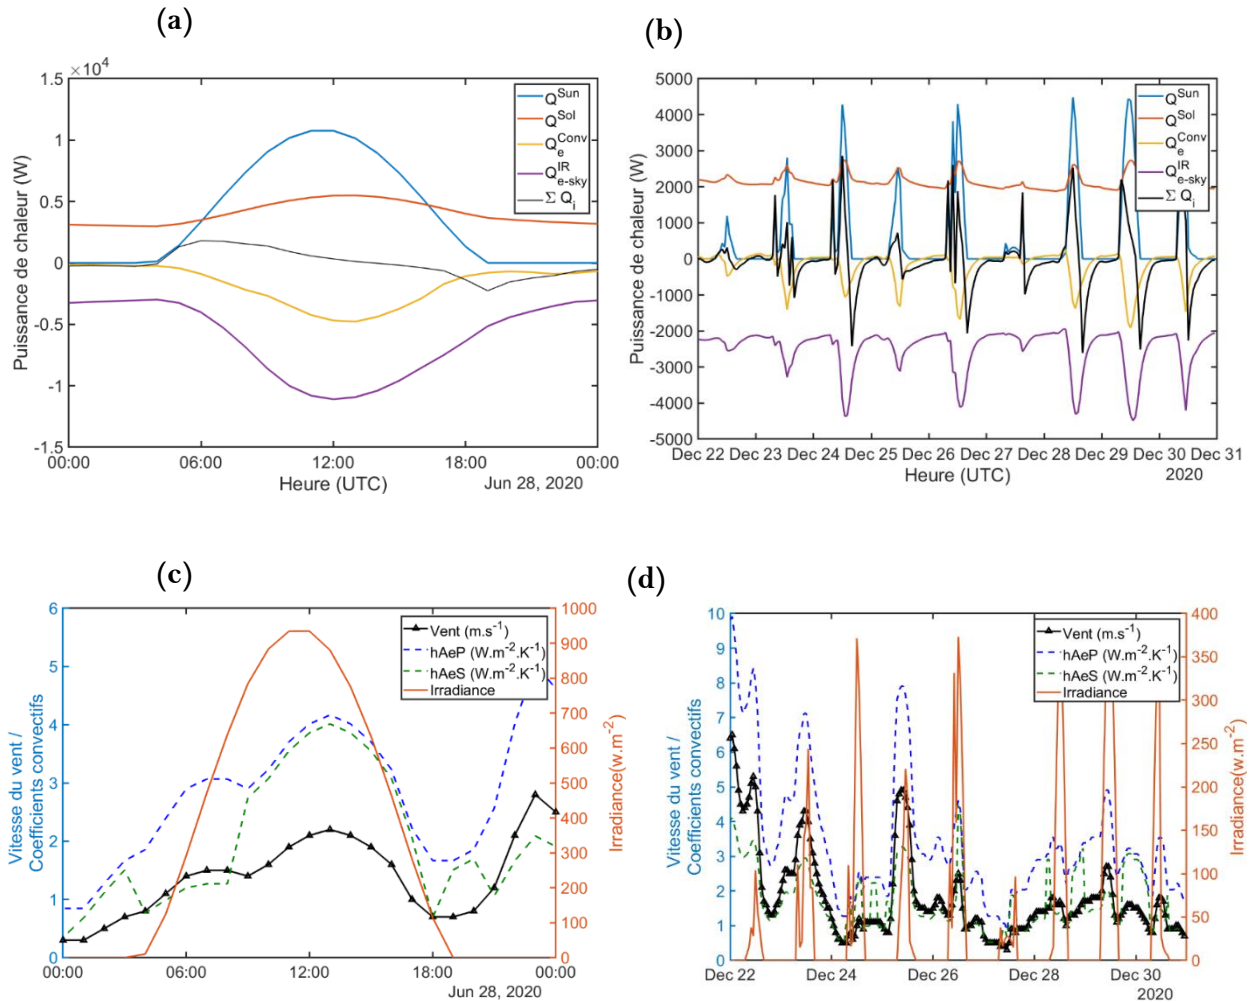 (a)
×10⁴
1.5
1
0.5
0
-0.5
-1
-1.5
Puissance de chaleur (W)
Q^Sun
Q^Sol
Q_e^Conv
Q_e-sky^IR
Σ Q_i
00:00 06:00 12:00 18:00 00:00
Heure (UTC)
Jun 28, 2020
(b)
5000
4000
3000
2000
1000
0
-1000
-2000
-3000
-4000
-5000
Puissance de chaleur (W)
Q^Sun
Q^Sol
Q_e^Conv
Q_e-sky^IR
Σ Q_i
Dec 22 Dec 23 Dec 24 Dec 25 Dec 26 Dec 27 Dec 28 Dec 29 Dec 30 Dec 31
Heure (UTC)
2020
(c)
6
5
4
3
2
1
0
Vitesse du vent /
Coefficients convectifs
Vent (m.s⁻¹)
hAeP (W.m⁻².K⁻¹)
hAeS (W.m⁻².K⁻¹)
Irradiance
1000
900
800
700
600
500
400
300
200
100
0
Irradiance(w.m⁻²)
00:00 06:00 12:00 18:00 00:00
Jun 28, 2020
(d)
10
9
8
7
6
5
4
3
2
1
0
Vitesse du vent /
Coefficients convectifs
Vent (m.s⁻¹)
hAeP (W.m⁻².K⁻¹)
hAeS (W.m⁻².K⁻¹)
Irradiance
400
350
300
250
200
150
100
50
0
Irradiance(w.m⁻²)
Dec 22 Dec 24 Dec 26 Dec 28 Dec 30
2020